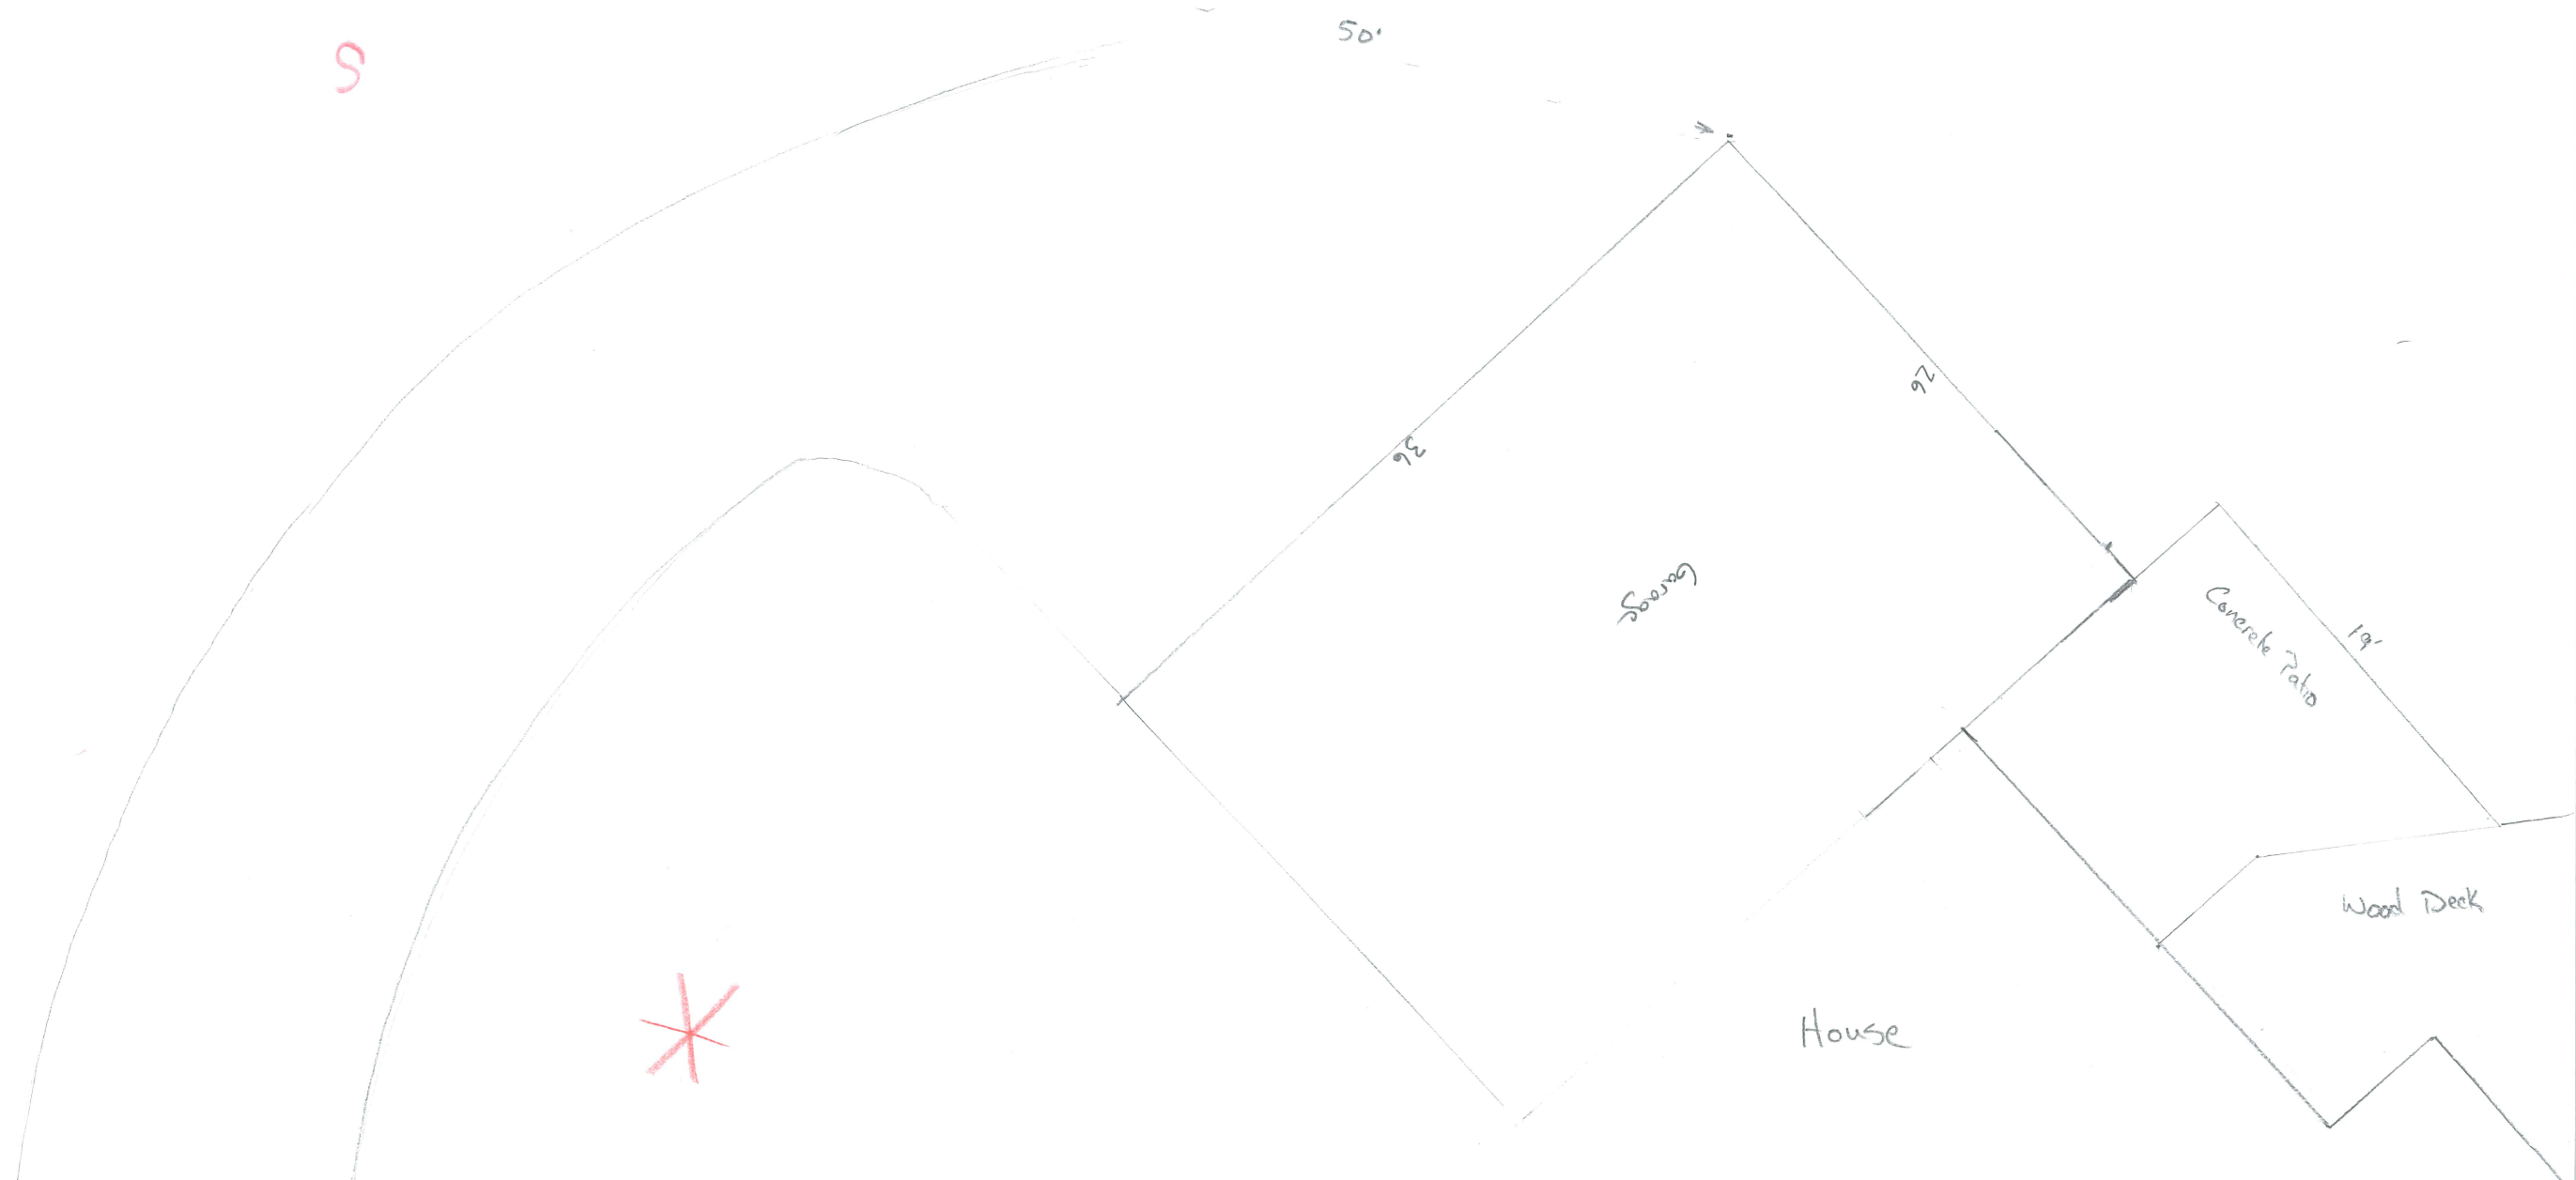 S
50'
26
36
Garage
Concrete Patio
19'
Wood Deck
House